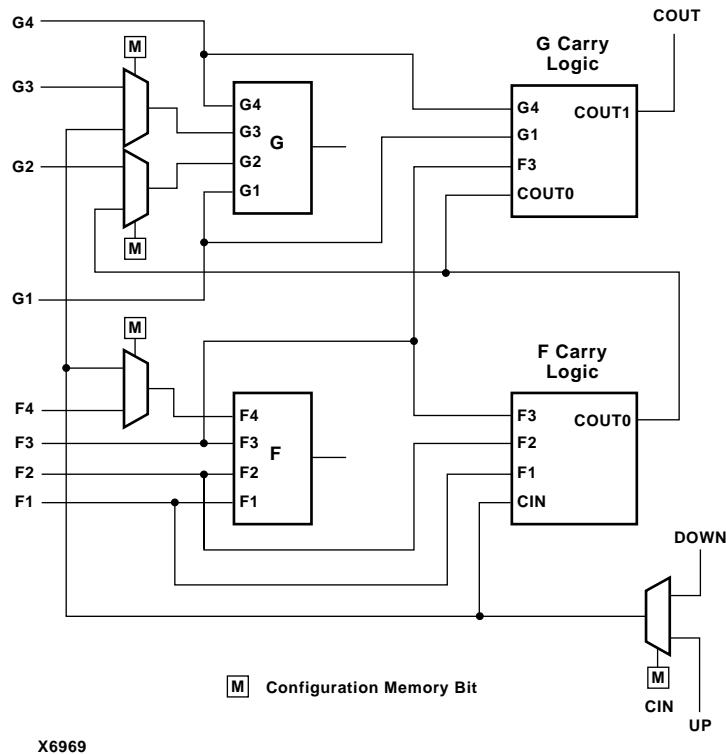 COUT
G4
M
G Carry
Logic
G3
G4
G3
G2
G1
G
G4
G1
F3
COUT0
COUT1
G2
M
G1
M
F Carry
Logic
F4
F3
F2
F1
F4
F3
F2
F1
F
F3
F2
F1
CIN
COUT0
DOWN
M
CIN
UP
M Configuration Memory Bit
X6969